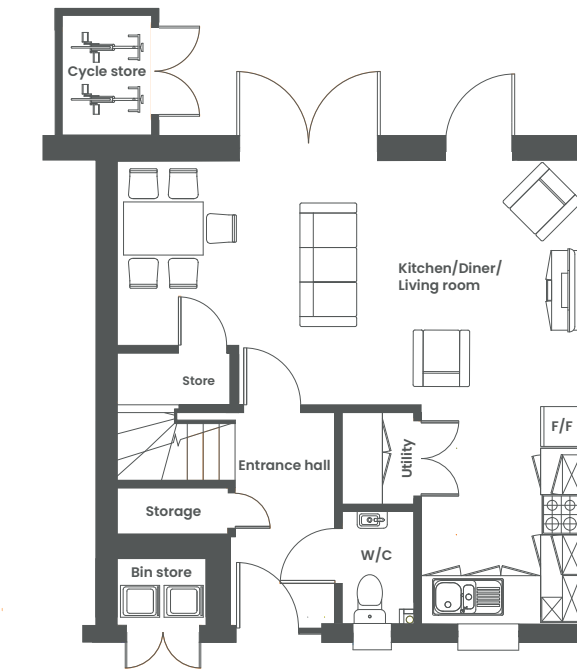 Cycle store
Kitchen/Diner/
Living room
Store
F/F
Utility
Entrance hall
Storage
W/C
Bin store